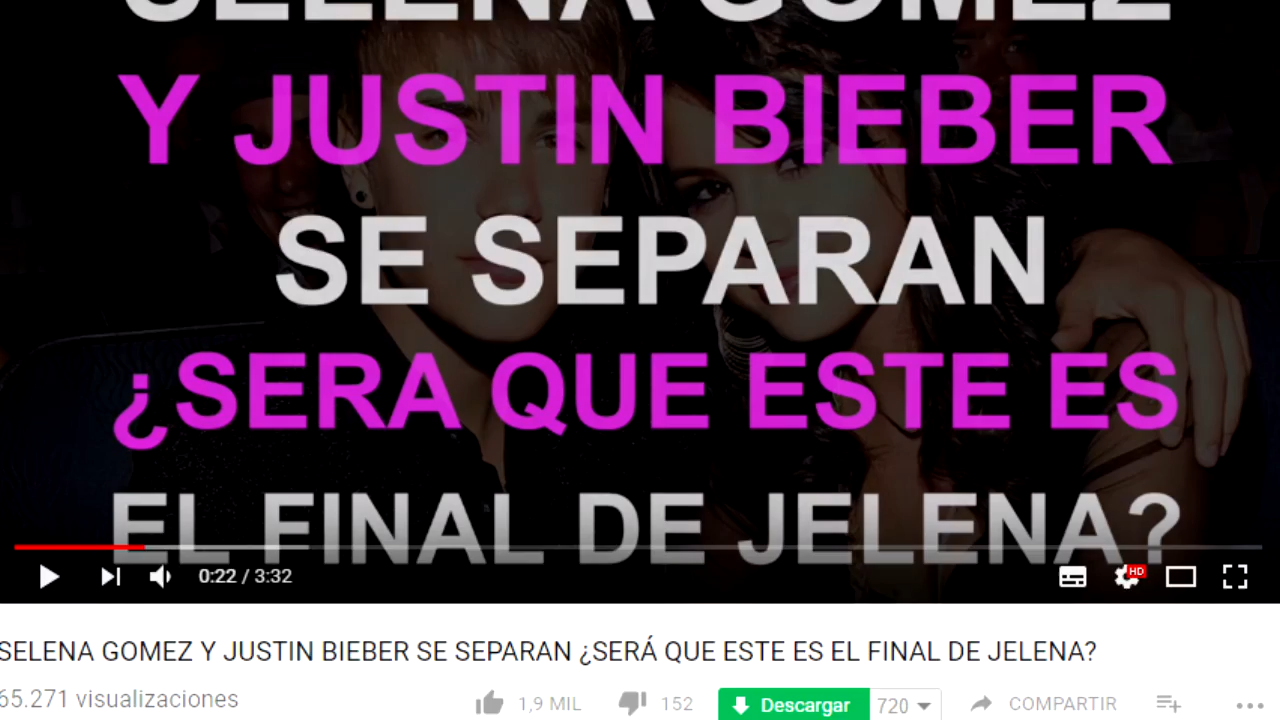 SELENA GOMEZ
Y JUSTIN BIEBER
SE SEPARAN
¿SERA QUE ESTE ES
EL FINAL DE JELENA?
0:22 / 3:32
HD
SELENA GOMEZ Y JUSTIN BIEBER SE SEPARAN ¿SERÁ QUE ESTE ES EL FINAL DE JELENA?
65.271 visualizaciones 1,9 MIL 152 Descargar 720 COMPARTIR